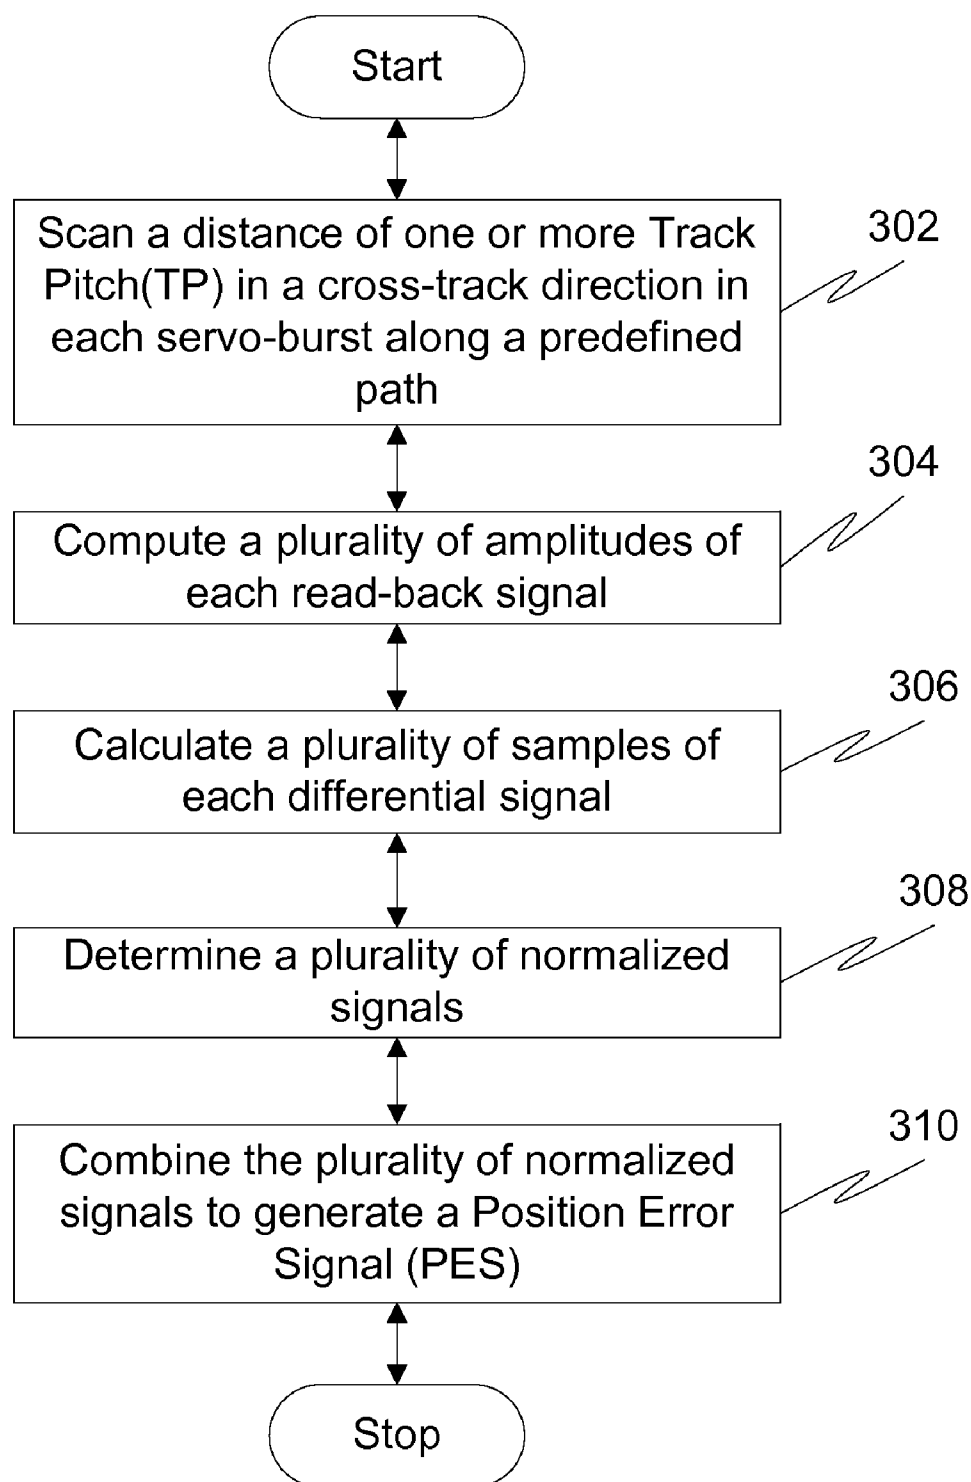 Start
Scan a distance of one or more Track
Pitch(TP) in a cross-track direction in
each servo-burst along a predefined
path
302
Compute a plurality of amplitudes of
each read-back signal
304
Calculate a plurality of samples of
each differential signal
306
Determine a plurality of normalized
signals
308
Combine the plurality of normalized
signals to generate a Position Error
Signal (PES)
310
Stop